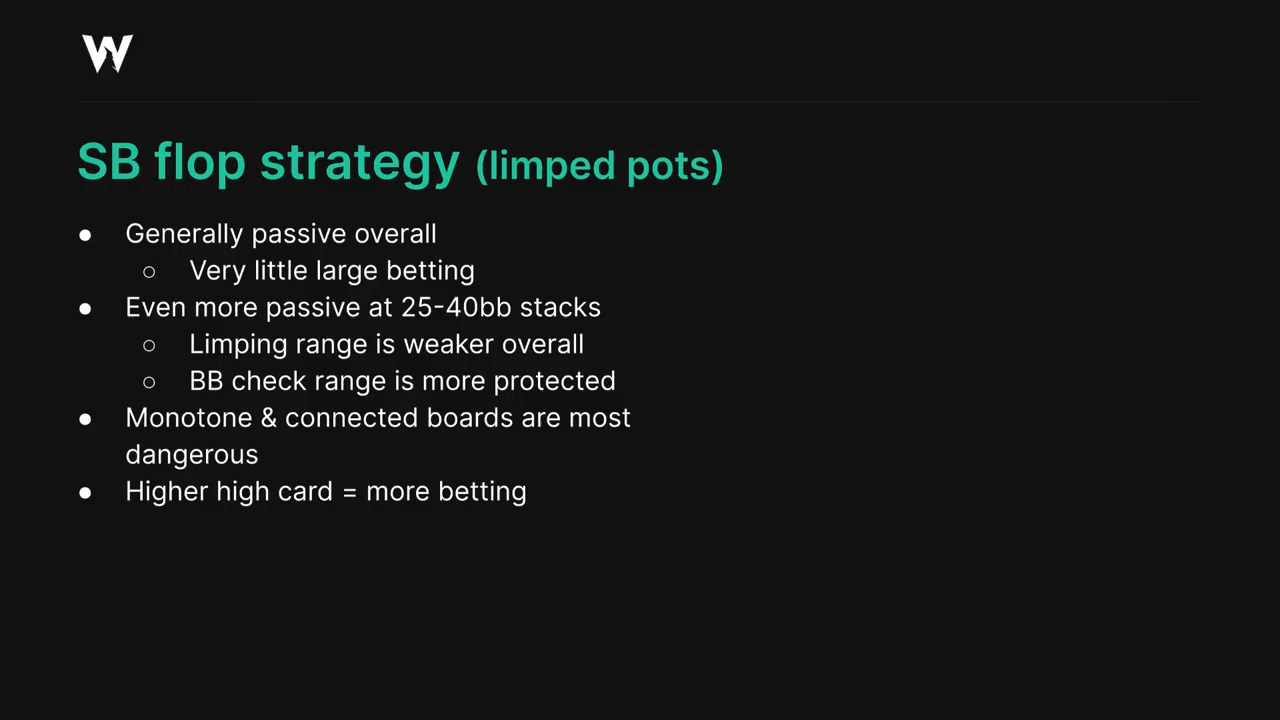 W
SB flop strategy (limped pots)
● Generally passive overall
○ Very little large betting
● Even more passive at 25-40bb stacks
○ Limping range is weaker overall
○ BB check range is more protected
● Monotone & connected boards are most
dangerous
● Higher high card = more betting